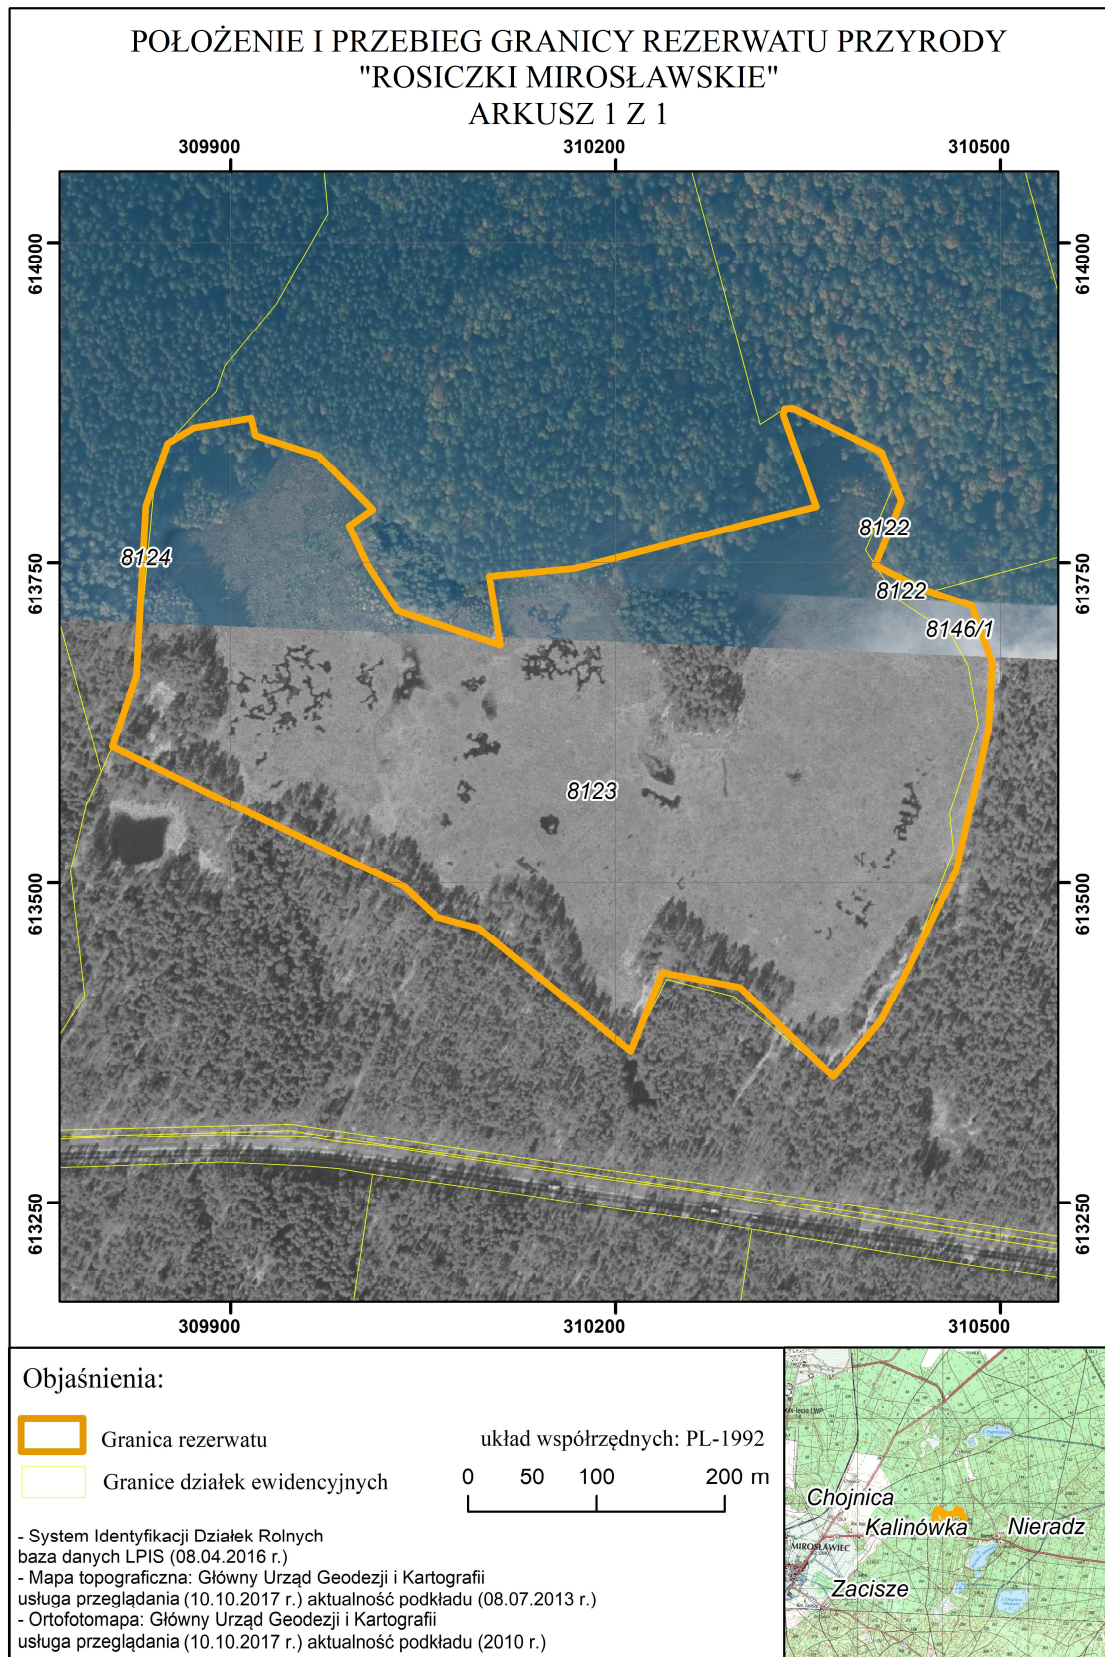 POŁOŻENIE I PRZEBIEG GRANICY REZERWATU PRZYRODY
"ROSICZKI MIROSŁAWSKIE"
ARKUSZ 1 Z 1
309900 310200 310500
614000 614000
8122
8124
613750 613750
8122
8146/1
8123
613500 613500
613250 613250
309900 310200 310500
Objaśnienia:
Granica rezerwatu
Granice działek ewidencyjnych
układ współrzędnych: PL-1992
0 50 100 200 m
- System Identyfikacji Działek Rolnych
baza danych LPIS (08.04.2016 r.)
- Mapa topograficzna: Główny Urząd Geodezji i Kartografii
usługa przeglądania (10.10.2017 r.) aktualność podkładu (08.07.2013 r.)
- Ortofotomapa: Główny Urząd Geodezji i Kartografii
usługa przeglądania (10.10.2017 r.) aktualność podkładu (2010 r.)
Chojnica
Kalinówka Nieradz
MIROSŁAWIEC
Zacisze